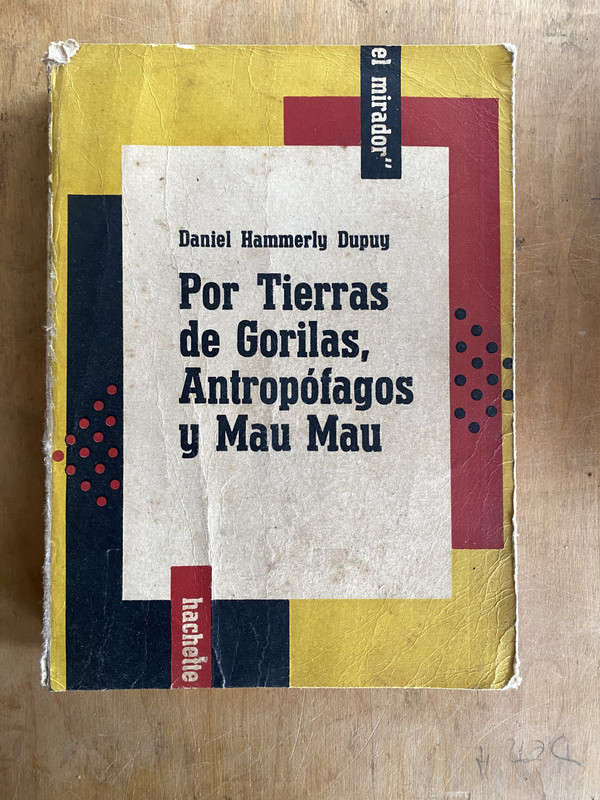 el mirador"
Daniel Hammerly Dupuy
Por Tierras
de Gorilas,
Antropófagos
y Mau Mau
hachette